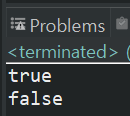 Problems
<terminated> (
true
false